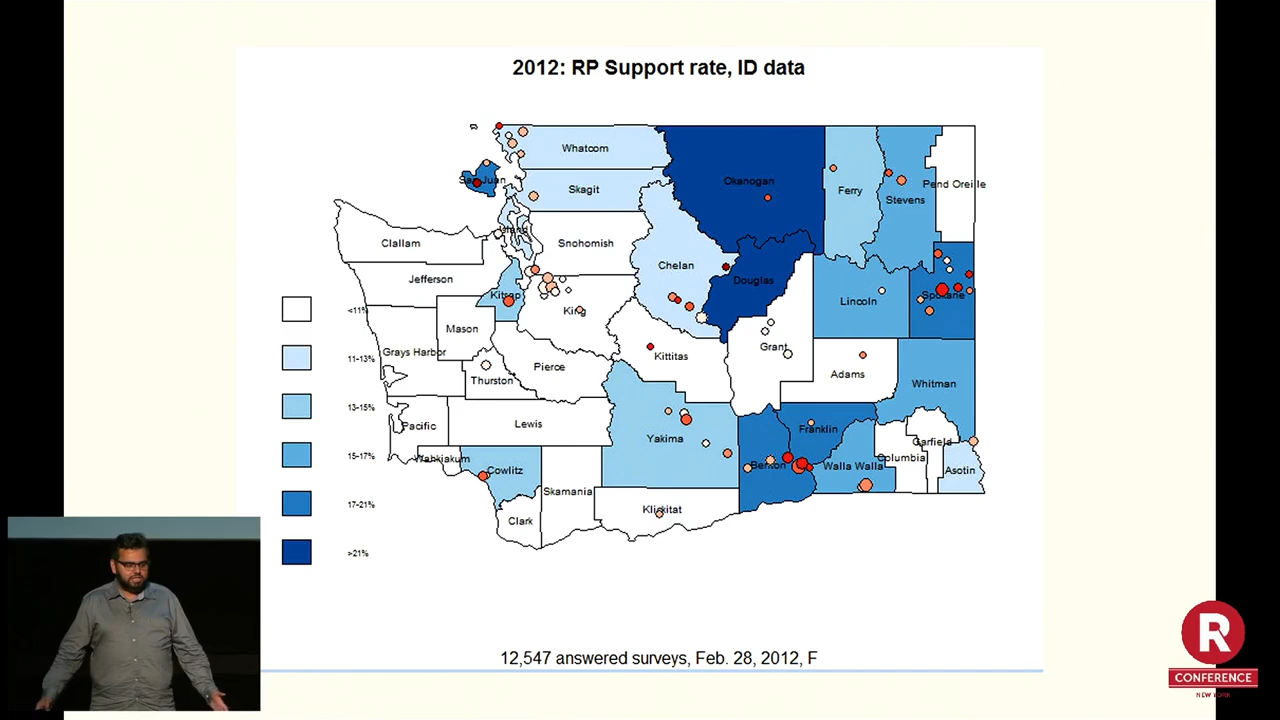 2012: RP Support rate, ID data
Whatcom
Okanogan
San Juan
Skagit
Ferry
Pend Oreille
Stevens
Island
Clallam
Snohomish
Chelan
Jefferson
Douglas
Kitsap
Lincoln
Spokane
<11%
King
Mason
Grays Harbor
Kittitas
Grant
11-13%
Pierce
Adams
Thurston
Whitman
13-15%
Pacific
Lewis
Franklin
Yakima
Garfield
15-17%
Wahkiakum
Cowlitz
Benton
Walla Walla
Columbia
Asotin
Skamania
17-21%
Clark
Klickitat
>21%
12,547 answered surveys, Feb. 28, 2012, F
R
CONFERENCE
NEW YORK